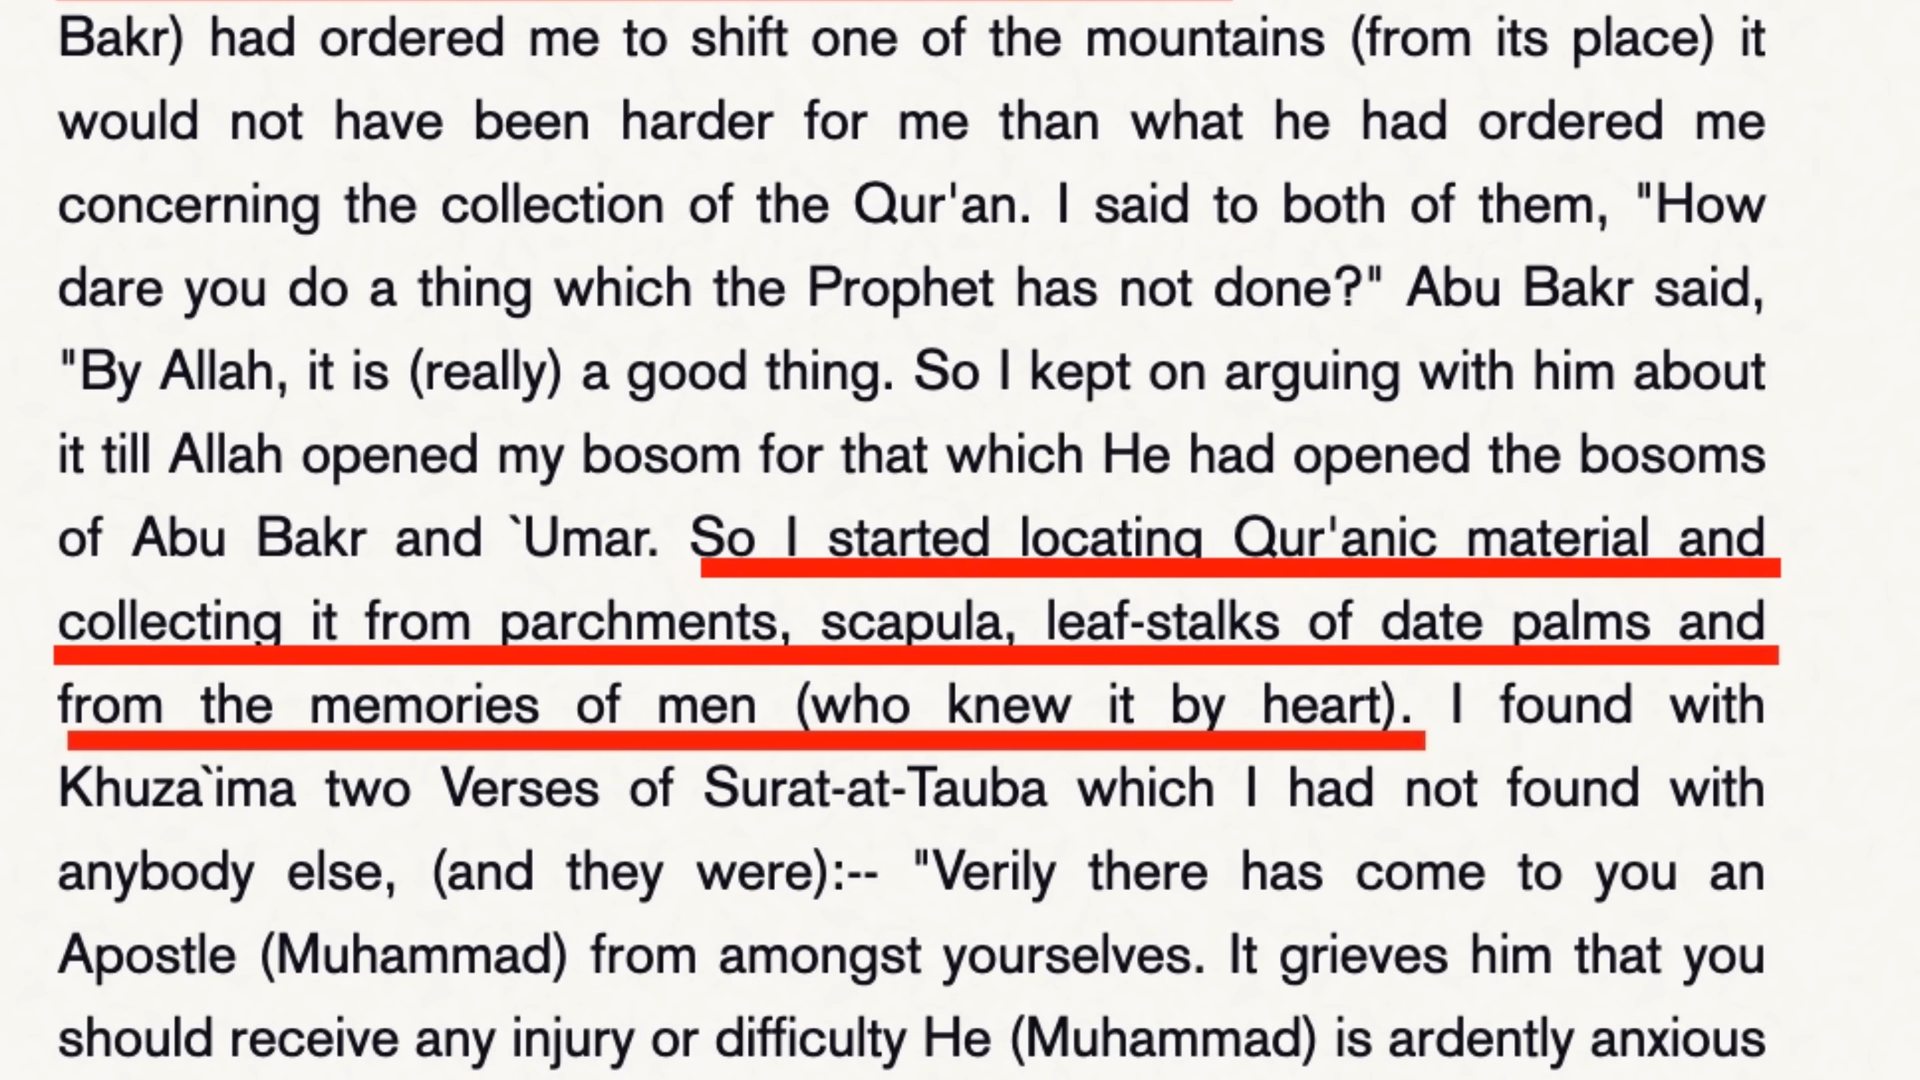 Bakr) had ordered me to shift one of the mountains (from its place) it
would not have been harder for me than what he had ordered me
concerning the collection of the Qur'an. I said to both of them, "How
dare you do a thing which the Prophet has not done?" Abu Bakr said,
"By Allah, it is (really) a good thing. So I kept on arguing with him about
it till Allah opened my bosom for that which He had opened the bosoms
of Abu Bakr and `Umar. So I started locating Qur'anic material and
collecting it from parchments, scapula, leaf-stalks of date palms and
from the memories of men (who knew it by heart). I found with
Khuza`ima two Verses of Surat-at-Tauba which I had not found with
anybody else, (and they were):-- "Verily there has come to you an
Apostle (Muhammad) from amongst yourselves. It grieves him that you
should receive any injury or difficulty He (Muhammad) is ardently anxious